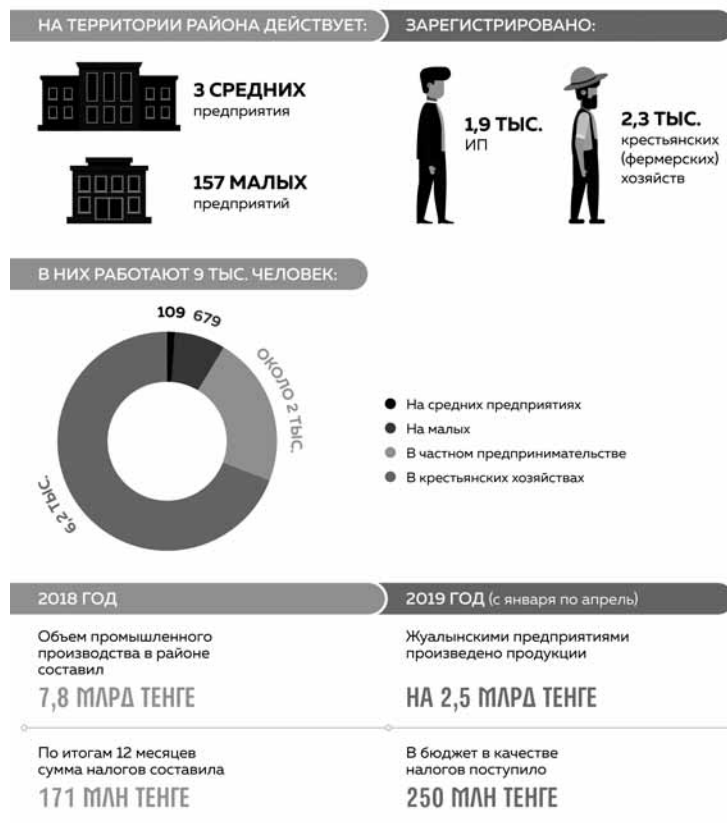 НА ТЕРРИТОРИИ РАЙОНА ДЕЙСТВУЕТ:
3 СРЕДНИХ
предприятия
157 МАЛЫХ
предприятий
ЗАРЕГИСТРИРОВАНО:
1,9 ТЫС.
ИП
2,3 ТЫС.
крестьянских
(фермерских)
хозяйств
В НИХ РАБОТАЮТ 9 ТЫС. ЧЕЛОВЕК:
109
679
ОКОЛО 2 ТЫС.
6,2 ТЫС.
На средних предприятиях
На малых
В частном предпринимательстве
В крестьянских хозяйствах
2018 ГОД
Объем промышленного
производства в районе
составил
7,8 МЛРД ТЕНГЕ
По итогам 12 месяцев
сумма налогов составила
171 МЛН ТЕНГЕ
2019 ГОД (с января по апрель)
Жуалынскими предприятиями
произведено продукции
НА 2,5 МЛРД ТЕНГЕ
В бюджет в качестве
налогов поступило
250 МЛН ТЕНГЕ